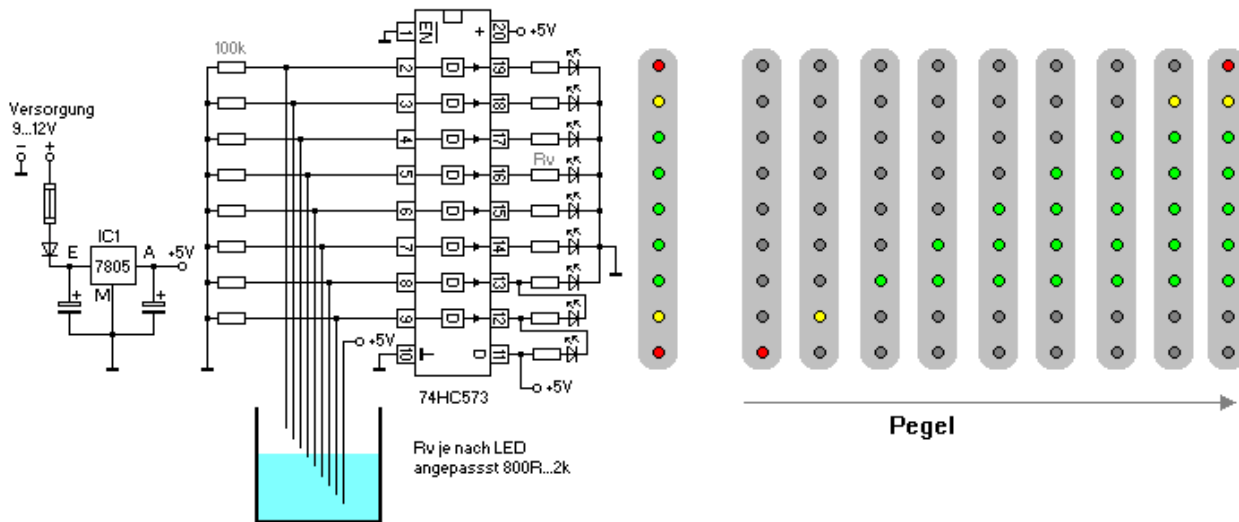 100k
Versorgung
9...12V
-
+
IC1
E
7805
A
+5V
M
+
+
1
EN
+
20
+5V
2
D
19
3
D
18
4
D
17
Rv
5
D
16
6
D
15
7
D
14
8
D
13
9
D
12
+5V
10
D
11
+5V
74HC573
Rv je nach LED
angepassst 800R...2k
Pegel